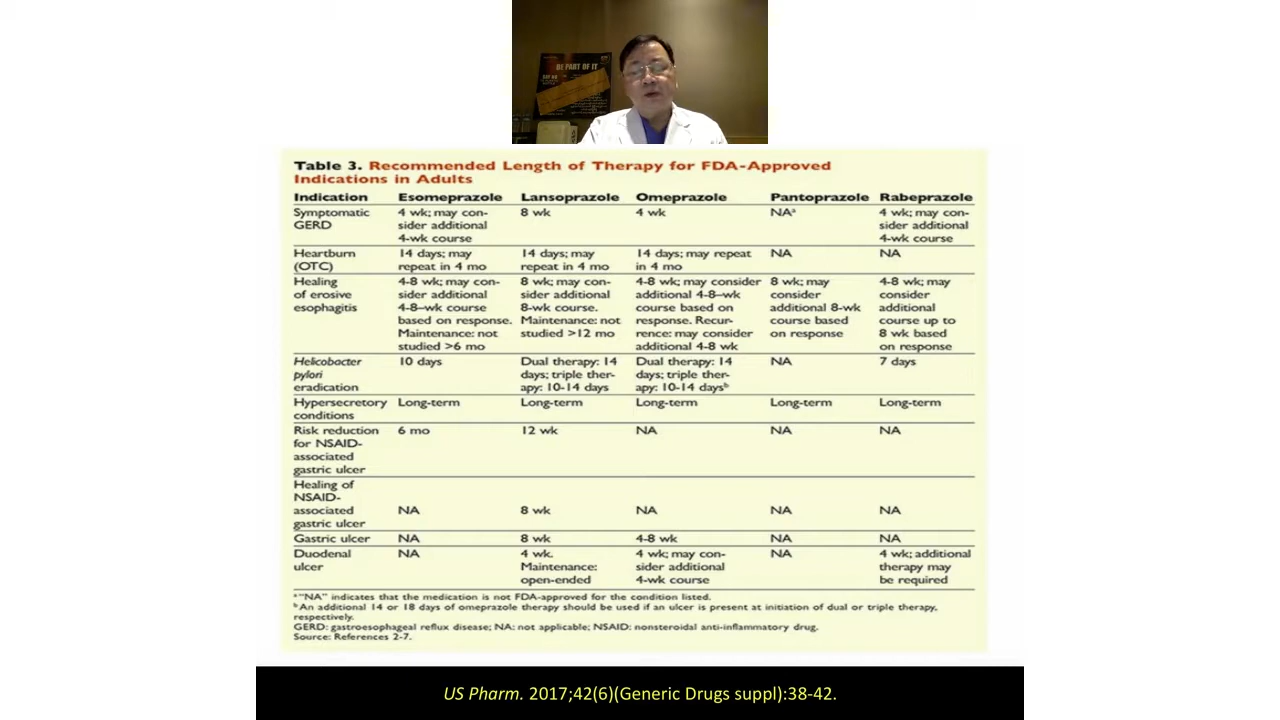 BE PART OF IT
Table 3. Recommended Length of Therapy for FDA-Approved
Indications in Adults
Indication Esomeprazole Lansoprazole Omeprazole Pantoprazole Rabeprazole
Symptomatic 4 wk; may con- 8 wk 4 wk NAᵃ 4 wk; may con-
GERD sider additional sider additional
4-wk course 4-wk course
Heartburn 14 days; may 14 days; may 14 days; may repeat NA NA
(OTC) repeat in 4 mo repeat in 4 mo in 4 mo
Healing 4-8 wk; may con- 8 wk; may con- 4-8 wk; may consider 8 wk; may 4-8 wk; may
of erosive sider additional sider additional additional 4-8–wk consider consider
esophagitis 4-8–wk course 8-wk course. course based on additional 8-wk additional
based on response. Maintenance: not response. Recur- course based course up to
Maintenance: not studied >12 mo rence: may consider on response 8 wk based
studied >6 mo additional 4-8 wk on response
Helicobacter 10 days Dual therapy: 14 Dual therapy: 14 NA 7 days
pylori days; triple ther- days; triple ther-
eradication apy: 10-14 days apy: 10-14 daysᵇ
Hypersecretory Long-term Long-term Long-term Long-term Long-term
conditions
Risk reduction 6 mo 12 wk NA NA NA
for NSAID-
associated
gastric ulcer
Healing of
NSAID-
associated NA 8 wk NA NA NA
gastric ulcer
Gastric ulcer NA 8 wk 4-8 wk NA NA
Duodenal NA 4 wk. 4 wk; may con- NA 4 wk; additional
ulcer Maintenance: sider additional therapy may
open-ended 4-wk course be required
ᵃ "NA" indicates that the medication is not FDA-approved for the condition listed.
ᵇ An additional 14 or 18 days of omeprazole therapy should be used if an ulcer is present at initiation of dual or triple therapy,
respectively.
GERD: gastroesophageal reflux disease; NA: not applicable; NSAID: nonsteroidal anti-inflammatory drug.
Source: References 2-7.
US Pharm. 2017;42(6)(Generic Drugs suppl):38-42.